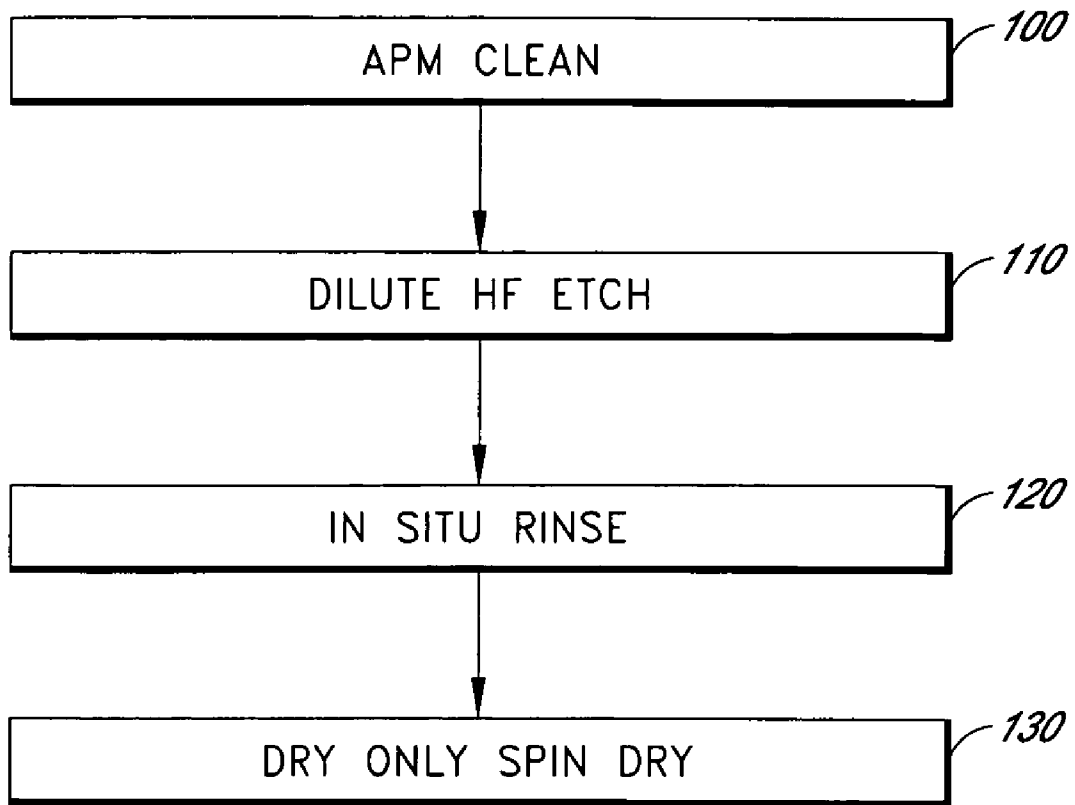 100
APM CLEAN
110
DILUTE HF ETCH
120
IN SITU RINSE
130
DRY ONLY SPIN DRY